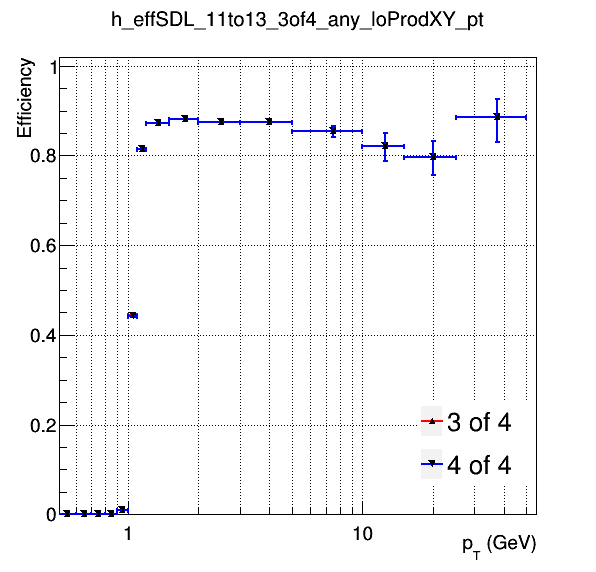 h_effSDL_11to13_3of4_any_loProdXY_pt
Efficiency
1
0.8
0.6
0.4
0.2
0
3 of 4
4 of 4
1
10
p_T (GeV)